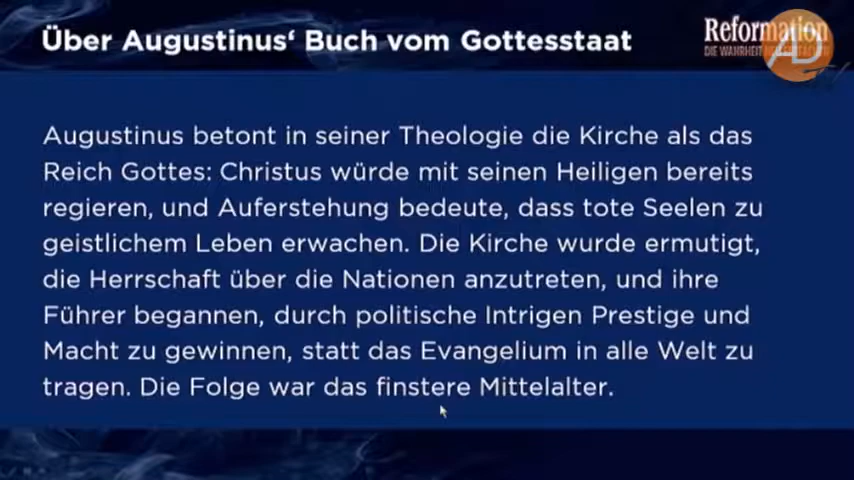 Über Augustinus‘ Buch vom Gottesstaat
Reformation
DIE WAHRHEIT
AD
Augustinus betont in seiner Theologie die Kirche als das
Reich Gottes: Christus würde mit seinen Heiligen bereits
regieren, und Auferstehung bedeute, dass tote Seelen zu
geistlichem Leben erwachen. Die Kirche wurde ermutigt,
die Herrschaft über die Nationen anzutreten, und ihre
Führer begannen, durch politische Intrigen Prestige und
Macht zu gewinnen, statt das Evangelium in alle Welt zu
tragen. Die Folge war das finstere Mittelalter.